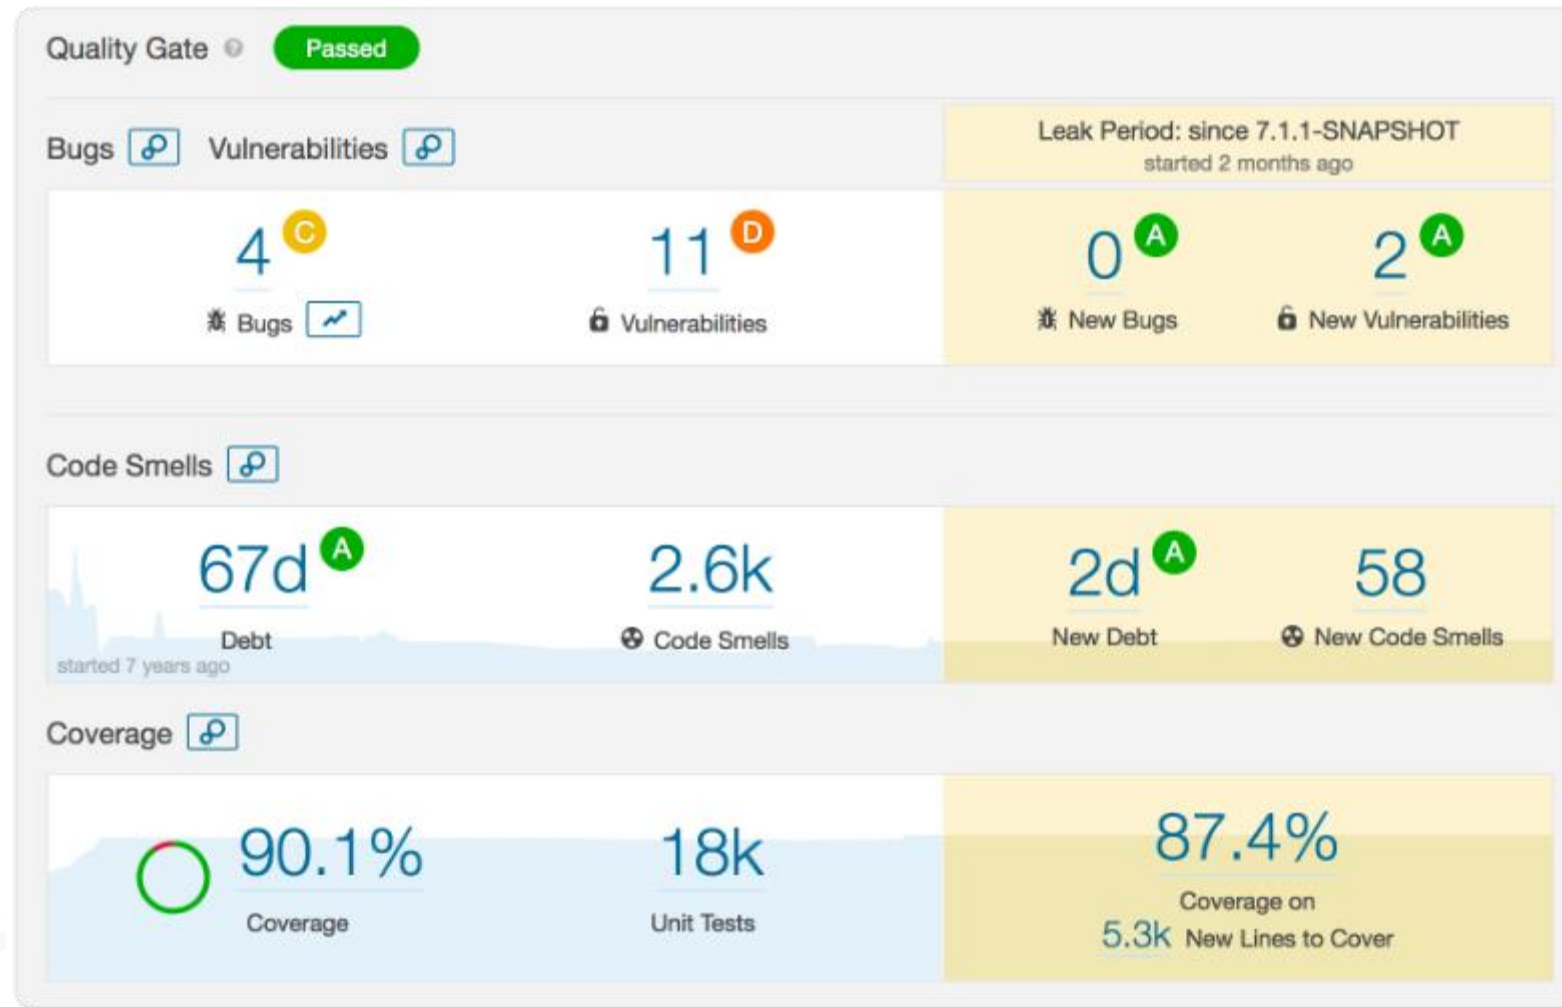 Quality Gate ? Passed
Leak Period: since 7.1.1-SNAPSHOT
started 2 months ago
Bugs Vulnerabilities
4 C 11 D 0 A 2 A
Bugs Vulnerabilities New Bugs New Vulnerabilities
Code Smells
67d A 2.6k 2d A 58
Debt Code Smells New Debt New Code Smells
started 7 years ago
Coverage
90.1% 18k 87.4%
Coverage Unit Tests Coverage on
5.3k New Lines to Cover